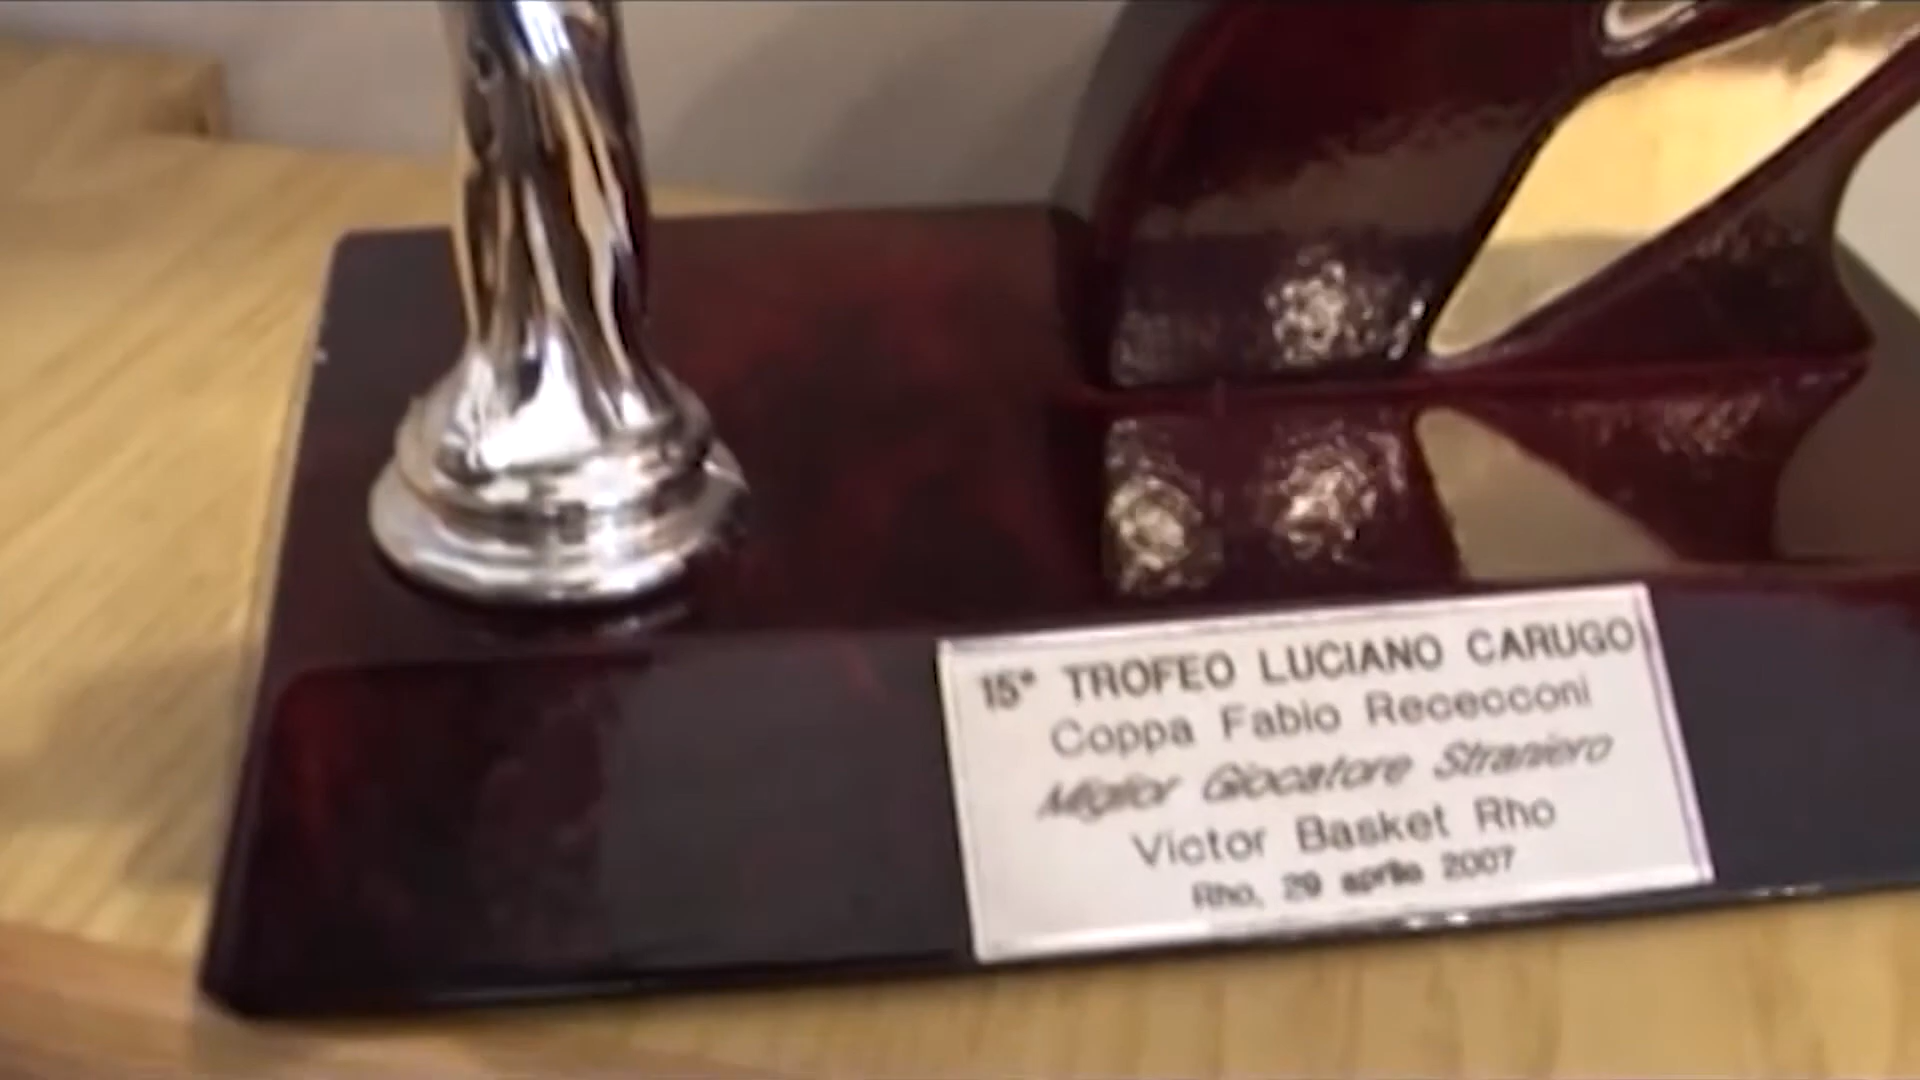 15° TROFEO LUCIANO CARUGO
Coppa Fabio Rececconi
Miglior Giocatore Straniero
Victor Basket Rho
Rho, 29 aprile 2007